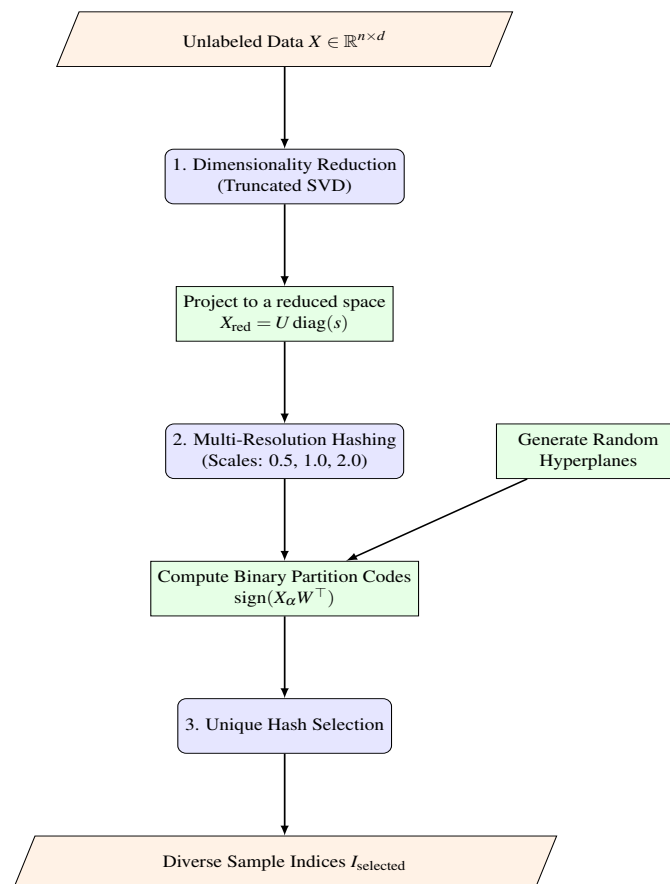 Unlabeled Data X ∈ ℝⁿˣᵈ
1. Dimensionality Reduction
(Truncated SVD)
Project to a reduced space
X_red = U diag(s)
2. Multi-Resolution Hashing
(Scales: 0.5, 1.0, 2.0)
Generate Random
Hyperplanes
Compute Binary Partition Codes
sign(X_αW^⊤)
3. Unique Hash Selection
Diverse Sample Indices I_selected